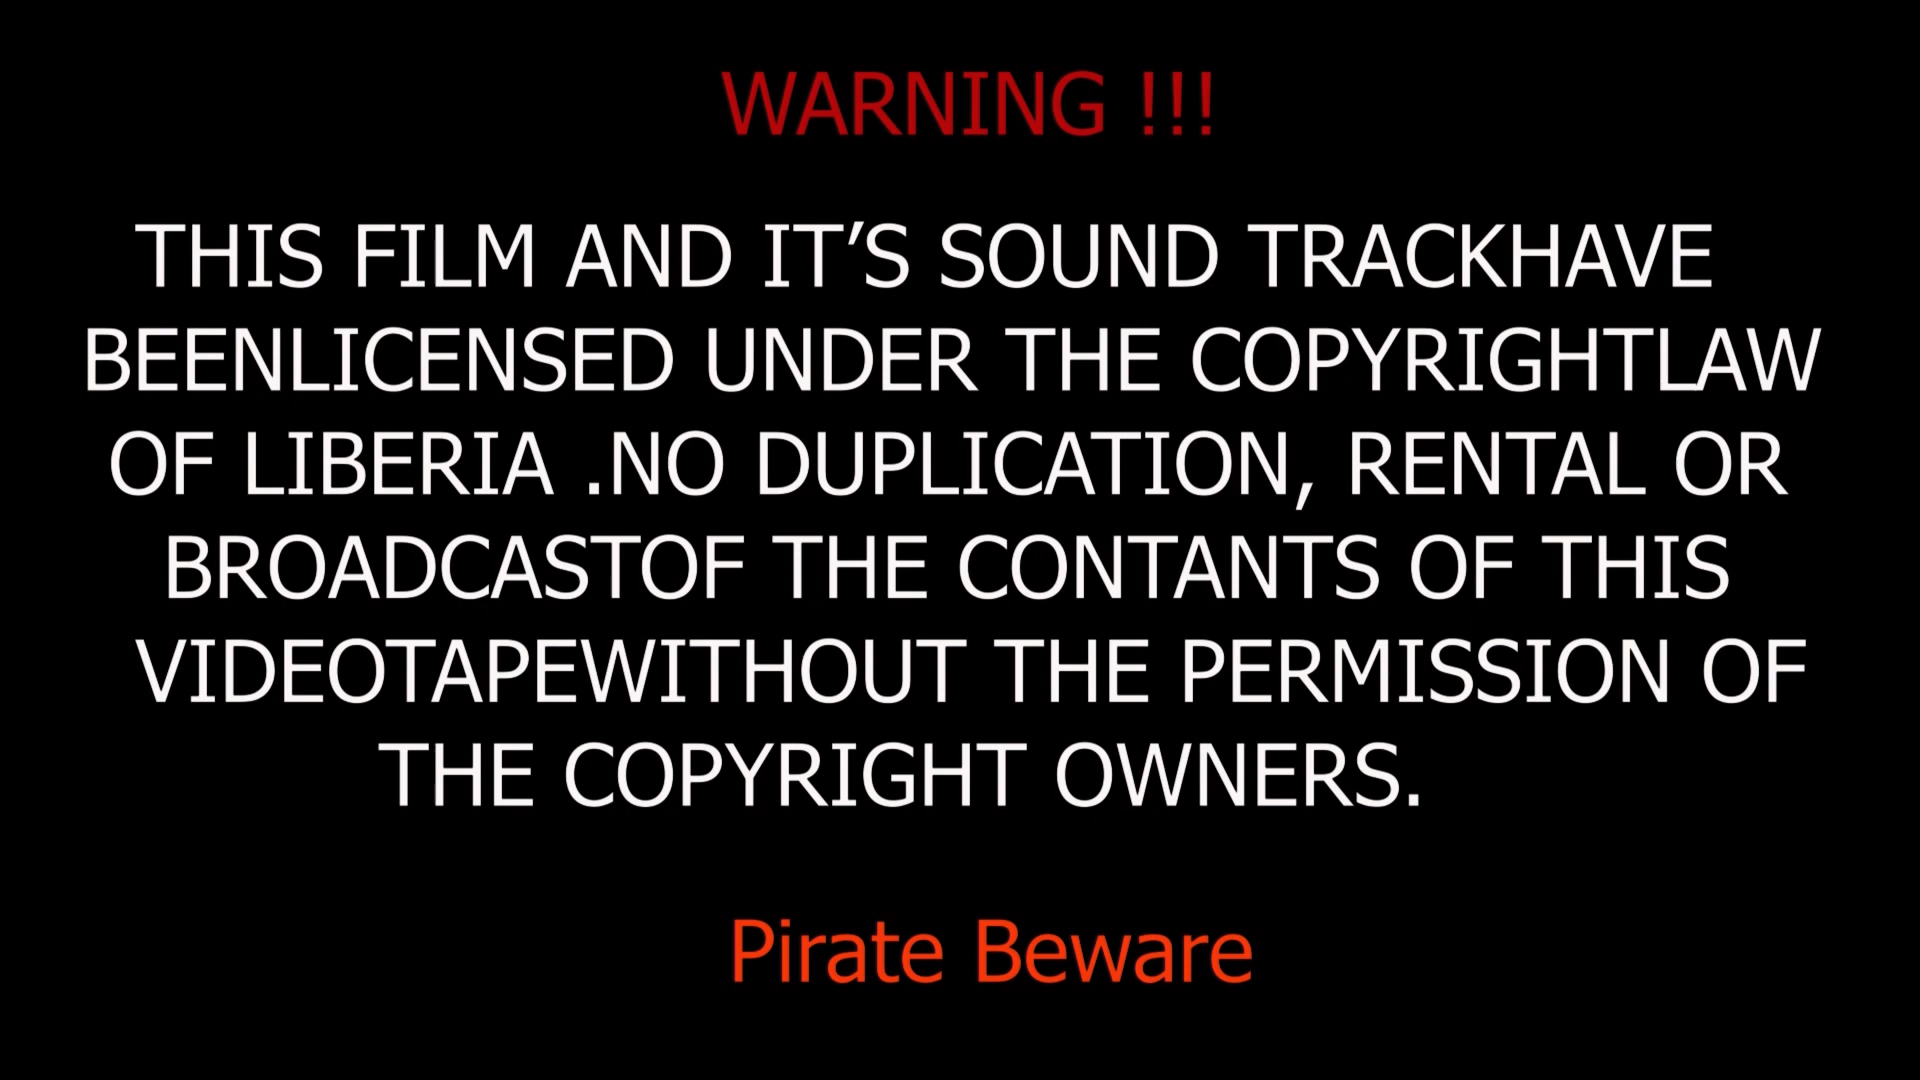 WARNING !!!
THIS FILM AND IT’S SOUND TRACKHAVE
BEENLICENSED UNDER THE COPYRIGHTLAW
OF LIBERIA .NO DUPLICATION, RENTAL OR
BROADCASTOF THE CONTANTS OF THIS
VIDEOTAPEWITHOUT THE PERMISSION OF
THE COPYRIGHT OWNERS.
Pirate Beware